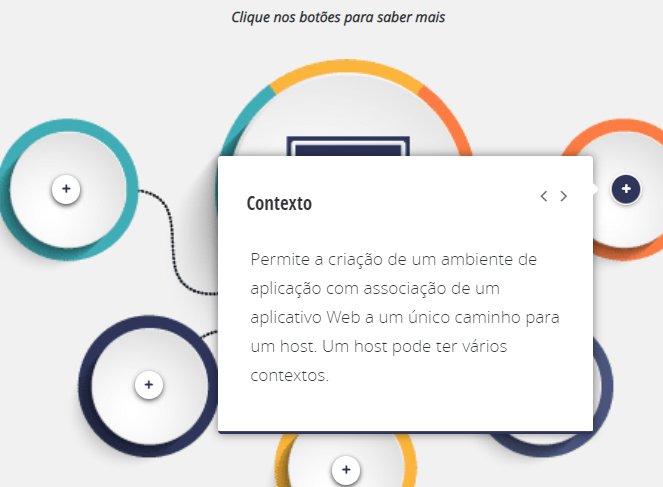 Clique nos botões para saber mais
Contexto
Permite a criação de um ambiente de
aplicação com associação de um
aplicativo Web a um único caminho para
um host. Um host pode ter vários
contextos.